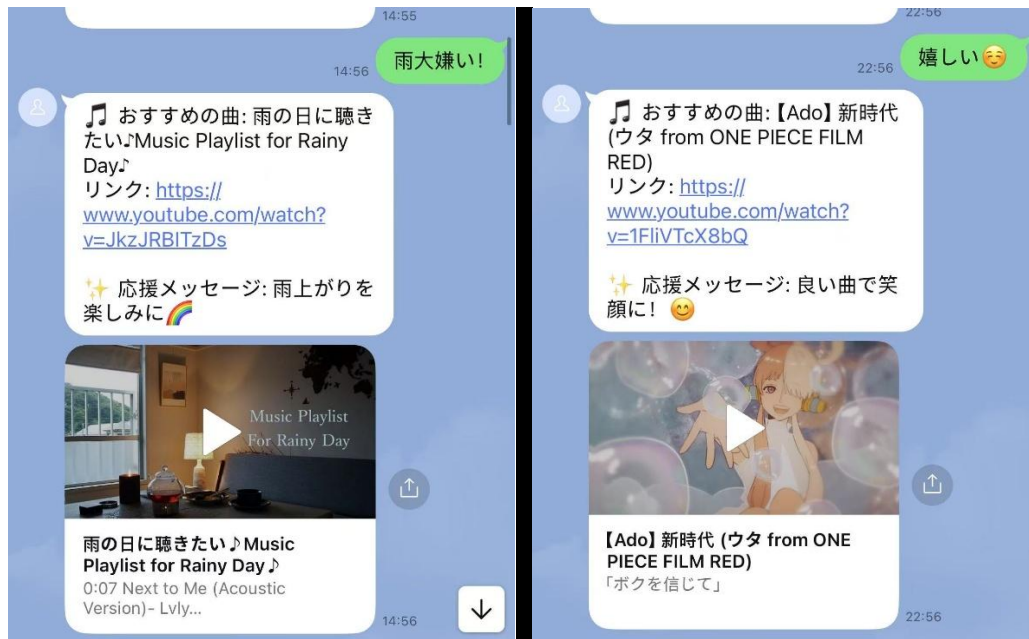 14:55
雨大嫌い!
14:56
🎵 おすすめの曲: 雨の日に聴き
たい♪Music Playlist for Rainy
Day♪
リンク: https://
www.youtube.com/watch?
v=JkzJRBITzDs
✨ 応援メッセージ: 雨上がりを
楽しみに🌈
Music Playlist
For Rainy Day
雨の日に聴きたい♪Music
Playlist for Rainy Day♪
0:07 Next to Me (Acoustic
Version)- Lvly...
14:56
22:56
嬉しい☺️
22:56
🎵 おすすめの曲:【Ado】新時代
(ウタ from ONE PIECE FILM
RED)
リンク: https://
www.youtube.com/watch?
v=1FliVTcX8bQ
✨ 応援メッセージ: 良い曲で笑
顔に! 😊
【Ado】新時代 (ウタ from ONE
PIECE FILM RED)
「ボクを信じて」
22:56